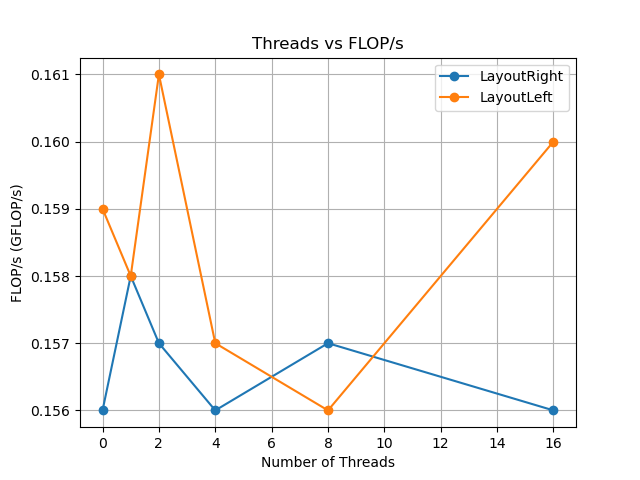 Threads vs FLOP/s
LayoutRight
LayoutLeft
FLOP/s (GFLOP/s)
0.161
0.160
0.159
0.158
0.157
0.156
0 2 4 6 8 10 12 14 16
Number of Threads